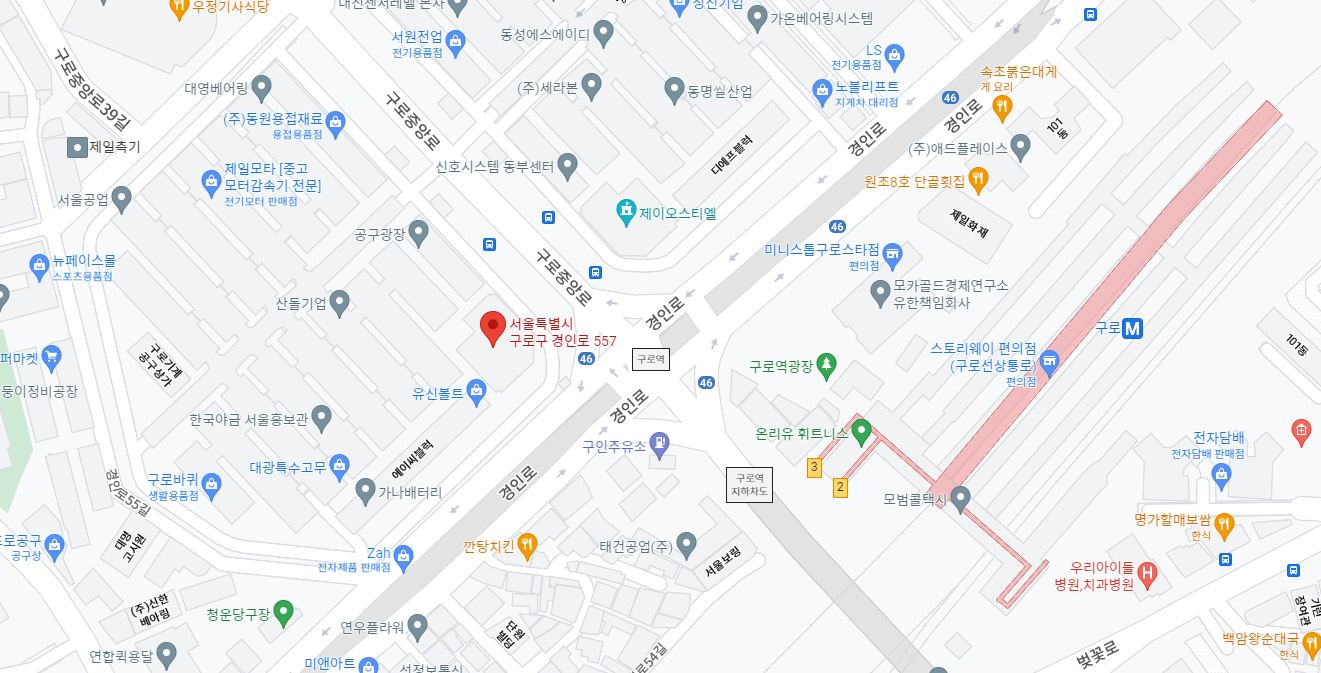 우정기사식당
서원전업
전기용품점
동성에스에이디
가온베어링시스템
LS
전기용품점
속초붉은대게
게 요리
구로중앙로39길
대영베어링
(주)동원용접재료
용접용품점
구로중앙로
(주)세라본
동명씰산업
노블리프트
지게차 대리점
46
경인로
경인로
101동
제일측기
제일모타 [중고
모터감속기 전문]
전기모터 판매점
신호시스템 동부센터
디에프블럭
(주)애드플레이스
원조8호 단골횟집
서울공업
공구광장
제이오스티엘
제일화재
46
뉴페이스몰
스포츠용품점
구로중앙로
미니스톱구로스타점
편의점
산돌기업
모카골드경제연구소
유한책임회사
서울특별시
구로구 경인로 557
경인로
구로
M
101동
퍼마켓
구로기계
공구상가
46
구로역
스토리웨이 편의점
(구로선상통로)
편의점
구로역광장
46
둥이정비공장
유신볼트
경인로
한국야금 서울홍보관
에이씨블럭
구인주유소
온리유 휘트니스
전자담배
전자담배 판매점
대광특수고무
구로바퀴
생활용품점
가나배터리
경인로
구로역
지하차도
3
2
모범콜택시
경인로55길
명가할매보쌈
한식
대명
고시원
프로공구
공구상
Zah
전자제품 판매점
깐탕치킨
태건공업(주)
서울보링
우리아이들
병원,치과병원
H
(주)신한
베어링
청운당구장
연우플라워
단원
빌딩
백암왕순대국
한식
연합퀵용달
미앤아트
로54길
벚꽃로